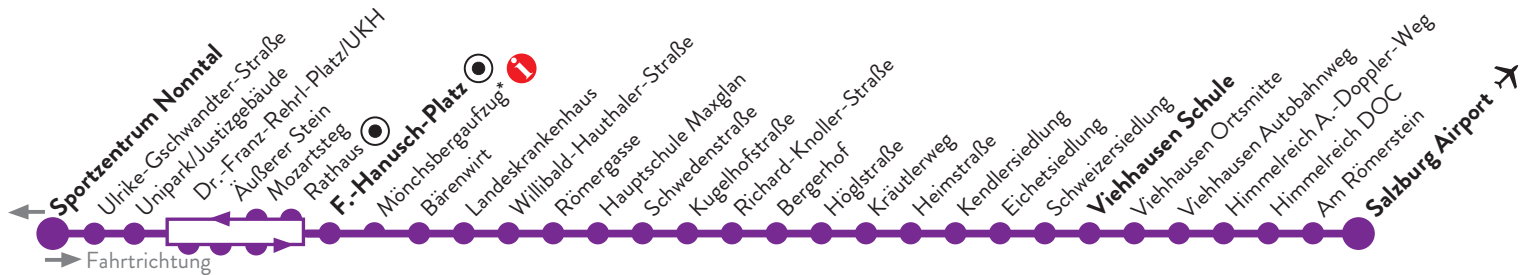 Sportzentrum Nonntal
Ulrike-Gschwandter-Straße
Unipark/Justizgebäude
Dr.-Franz-Rehrl-Platz/UKH
Äußerer Stein
Mozartsteg
Rathaus
F.-Hanusch-Platz
i
Mönchsbergaufzug*
Bärenwirt
Landeskrankenhaus
Willibald-Hauthaler-Straße
Römergasse
Hauptschule Maxglan
Schwedenstraße
Kugelhofstraße
Richard-Knoller-Straße
Bergerhof
Höglstraße
Kräutlerweg
Heimstraße
Kendlersiedlung
Eichetsiedlung
Schweizersiedlung
Viehhausen Schule
Viehhausen Ortsmitte
Viehhausen Autobahnweg
Himmelreich A.-Doppler-Weg
Himmelreich DOC
Am Römerstein
Salzburg Airport
Fahrtrichtung